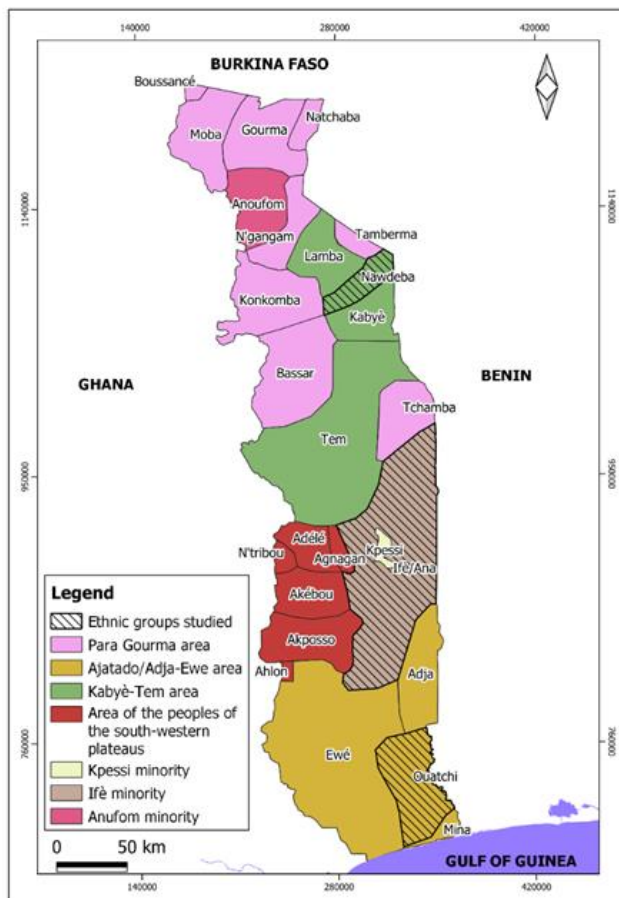 140000
280000
420000
BURKINA FASO
Boussancé
Natchaba
Moba
Gourma
1140000
1140000
Anoufom
N'gangam
Tamberma
Lamba
Nawdeba
Konkomba
Kabyè
GHANA
Bassar
BENIN
Tchamba
Tem
950000
950000
Adélé
N'tribou
Agnagan
Kpessi
Ifè/Ana
Akébou
Akposso
Ahlon
Adja
760000
760000
Ewé
Ouatchi
Mina
Legend
Ethnic groups studied
Para Gourma area
Ajatado/Adja-Ewe area
Kabyè-Tem area
Area of the peoples of
the south-western
plateaus
Kpessi minority
Ifè minority
Anufom minority
0
50 km
GULF OF GUINEA
140000
280000
420000